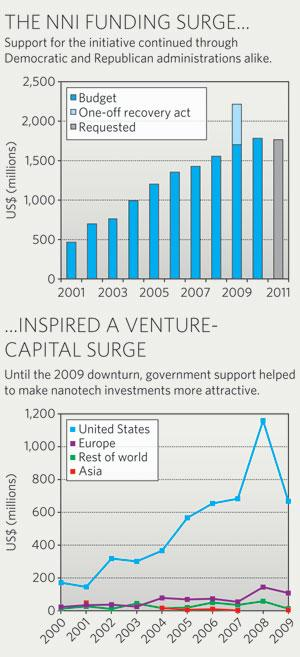 THE NNI FUNDING SURGE...
Support for the initiative continued through
Democratic and Republican administrations alike.
2,500
2,000
1,500
1,000
500
0
US$ (millions)
Budget
One-off recovery act
Requested
2001 2003 2005 2007 2009 2011
...INSPIRED A VENTURE-
CAPITAL SURGE
Until the 2009 downturn, government support helped
to make nanotech investments more attractive.
1,200
1,000
800
600
400
200
0
US$ (millions)
United States
Europe
Rest of world
Asia
2000 2001 2002 2003 2004 2005 2006 2007 2008 2009